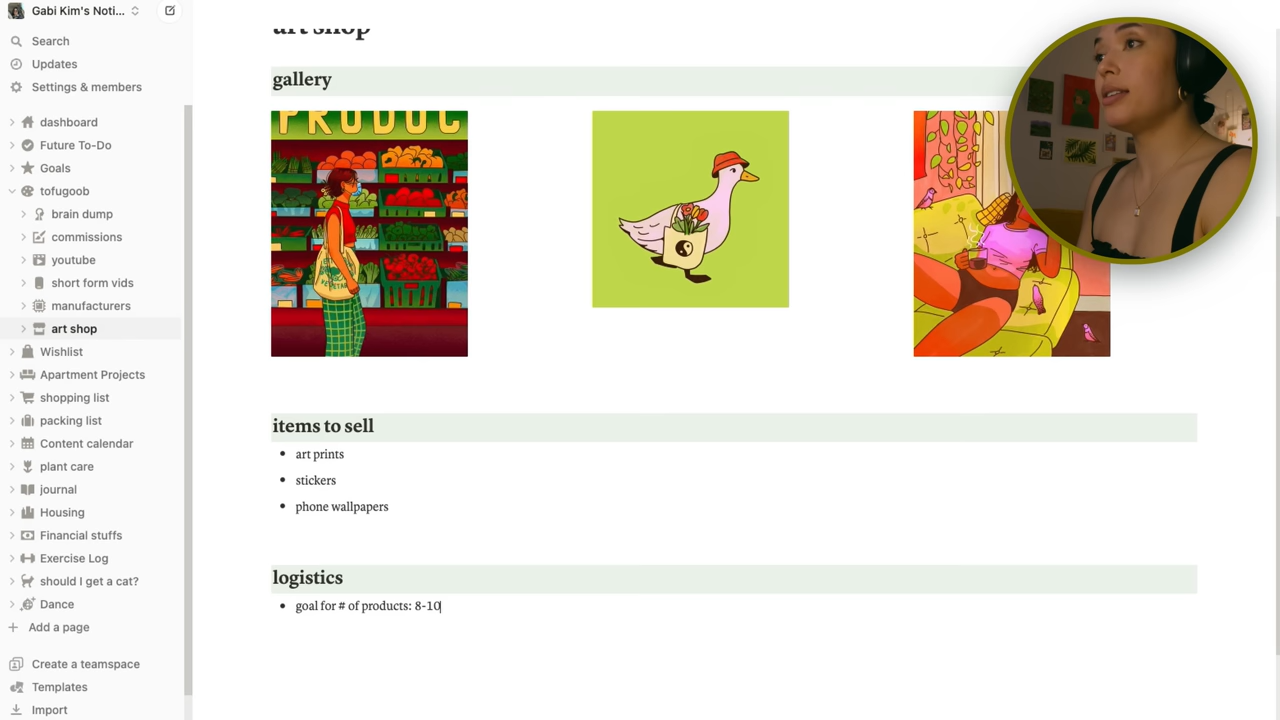 Gabi Kim's Noti...
Search
Updates
Settings & members
dashboard
Future To-Do
Goals
tofugoob
brain dump
commissions
youtube
short form vids
manufacturers
art shop
Wishlist
Apartment Projects
shopping list
packing list
Content calendar
plant care
journal
Housing
Financial stuffs
Exercise Log
should I get a cat?
Dance
Add a page
Create a teamspace
Templates
Import
art shop
gallery
PRODUC
items to sell
• art prints
• stickers
• phone wallpapers
logistics
• goal for # of products: 8-10